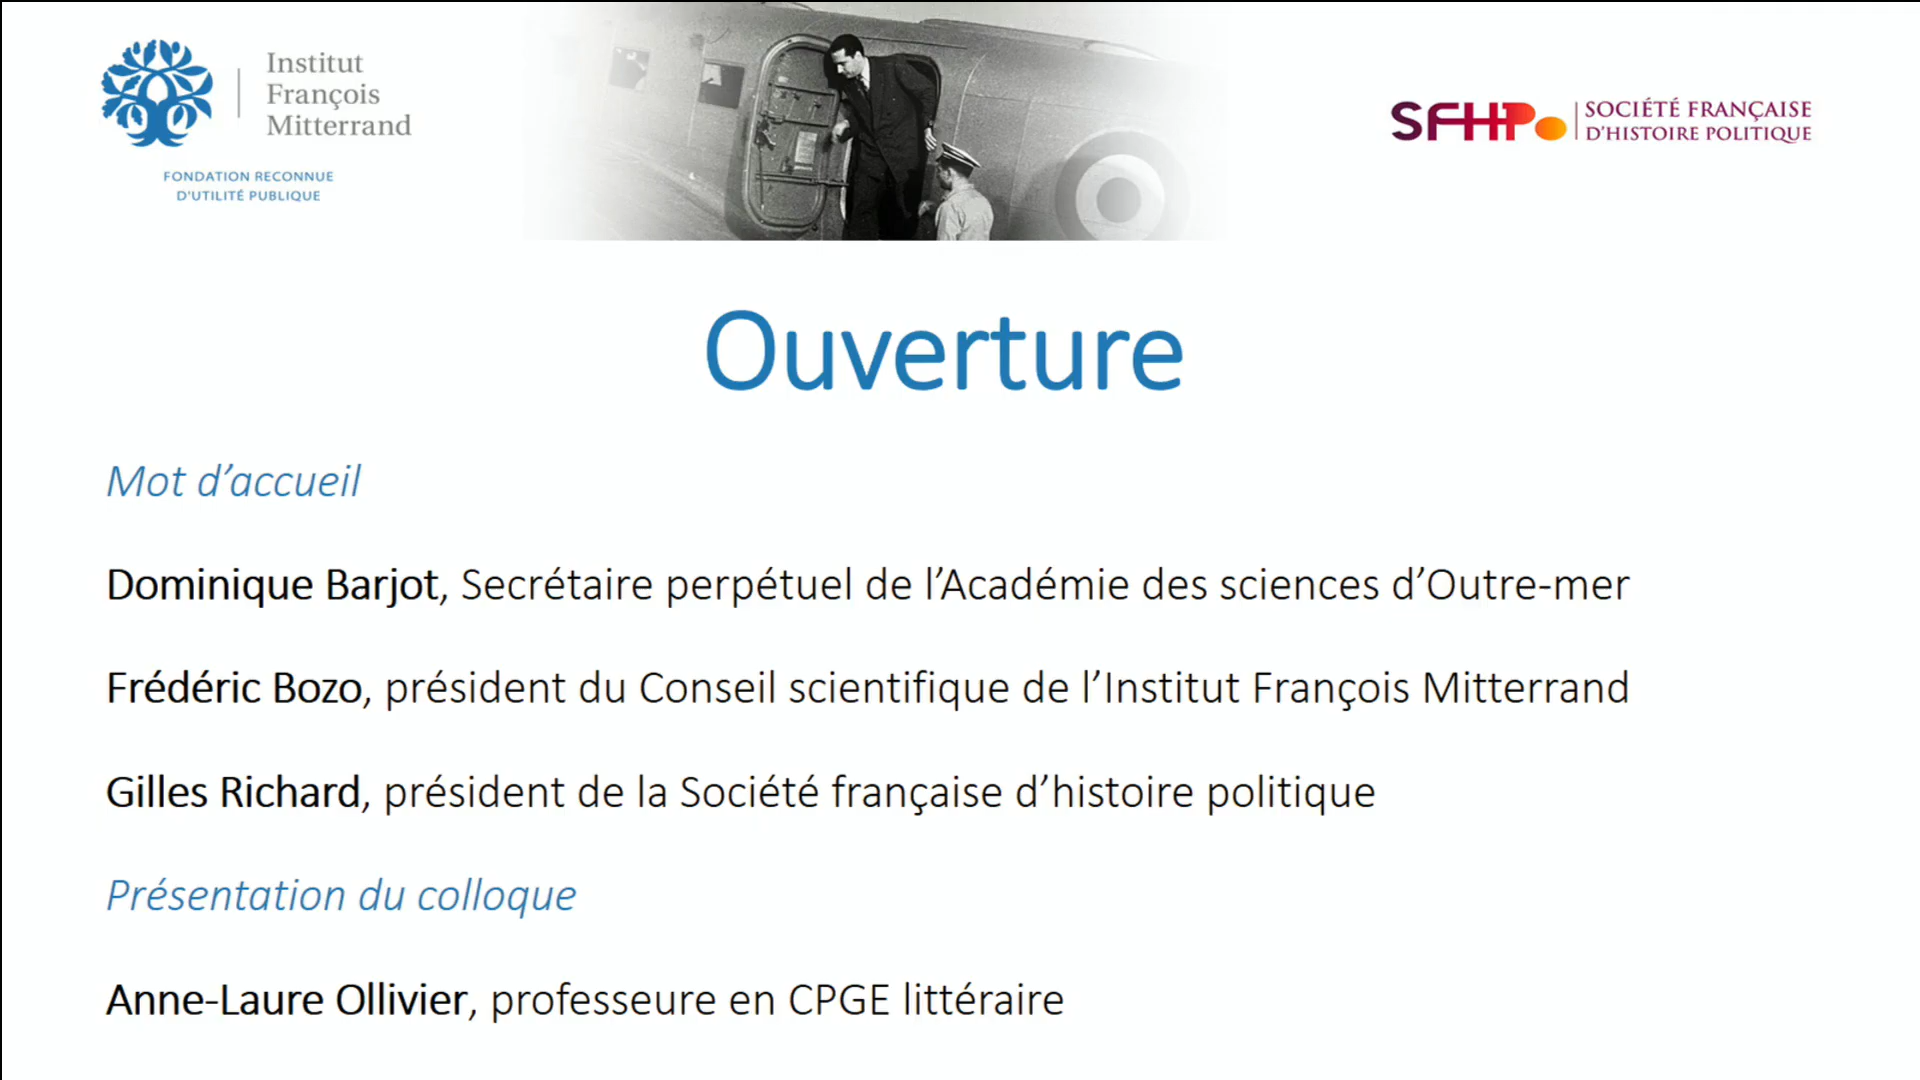 Institut
François
Mitterrand
FONDATION RECONNUE
D'UTILITÉ PUBLIQUE
SFHPo
SOCIÉTÉ FRANÇAISE
D'HISTOIRE POLITIQUE
Ouverture
Mot d’accueil
Dominique Barjot, Secrétaire perpétuel de l’Académie des sciences d’Outre-mer
Frédéric Bozo, président du Conseil scientifique de l’Institut François Mitterrand
Gilles Richard, président de la Société française d’histoire politique
Présentation du colloque
Anne-Laure Ollivier, professeure en CPGE littéraire